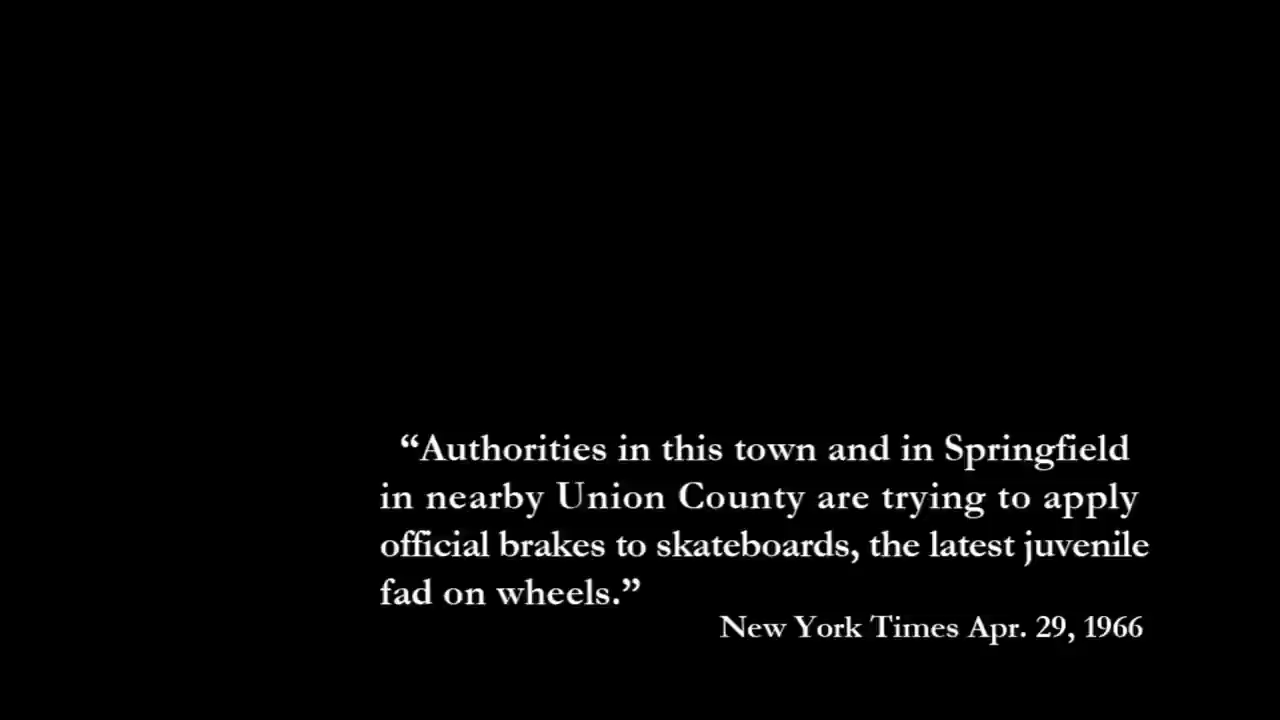 “Authorities in this town and in Springfield
in nearby Union County are trying to apply
official brakes to skateboards, the latest juvenile
fad on wheels.”
New York Times Apr. 29, 1966